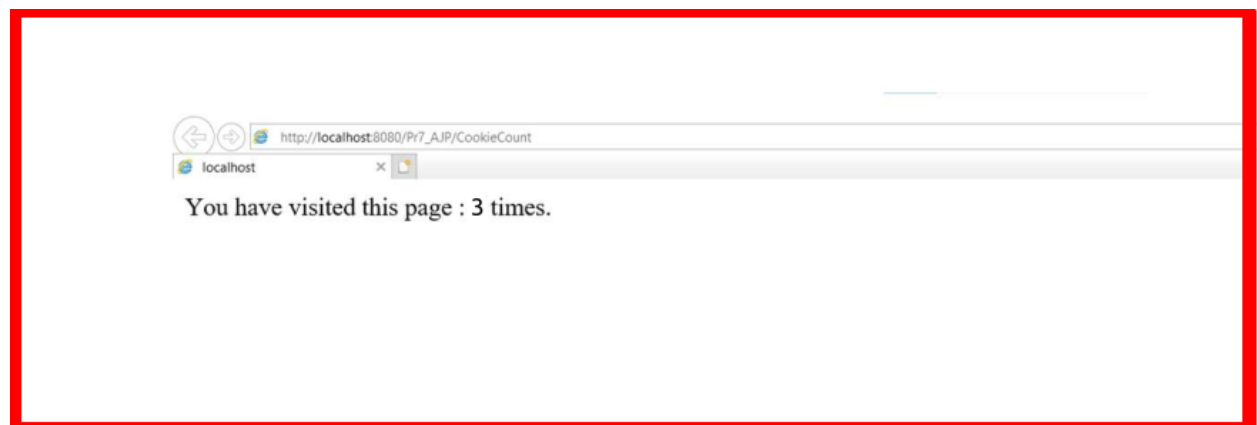 http://localhost:8080/Pr7_AJP/CookieCount
localhost
You have visited this page : 3 times.